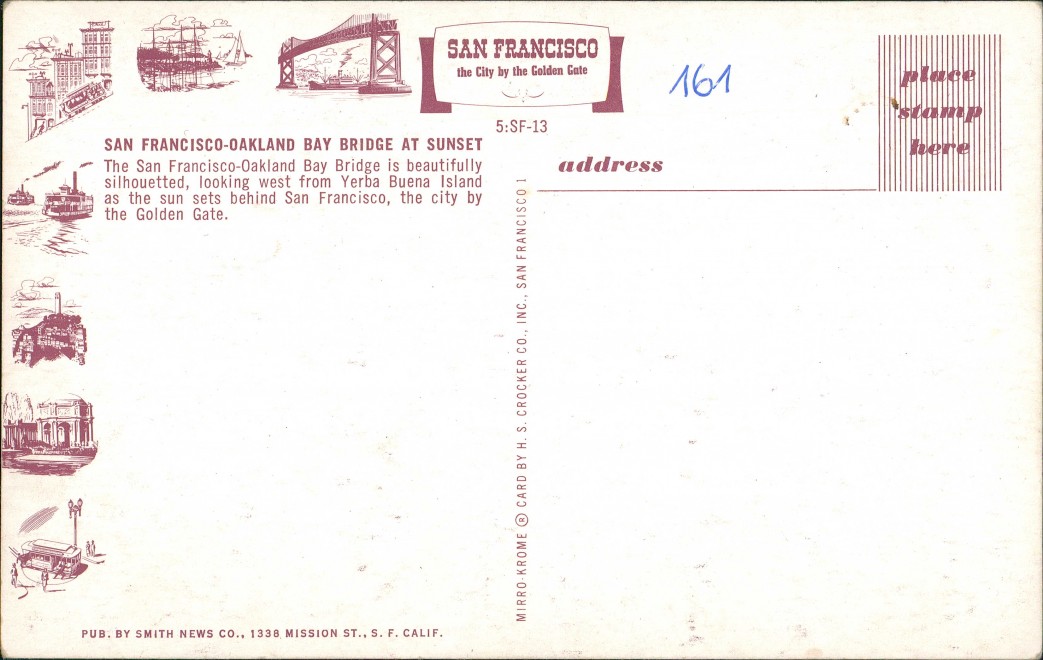 SAN FRANCISCO
the City by the Golden Gate
161
place
stamp
here
5:SF-13
SAN FRANCISCO-OAKLAND BAY BRIDGE AT SUNSET
The San Francisco-Oakland Bay Bridge is beautifully
silhouetted, looking west from Yerba Buena Island
as the sun sets behind San Francisco, the city by
the Golden Gate.
address
MIRRO-KROME ® CARD BY H. S. CROCKER CO., INC., SAN FRANCISCO 1
PUB. BY SMITH NEWS CO., 1338 MISSION ST., S. F. CALIF.